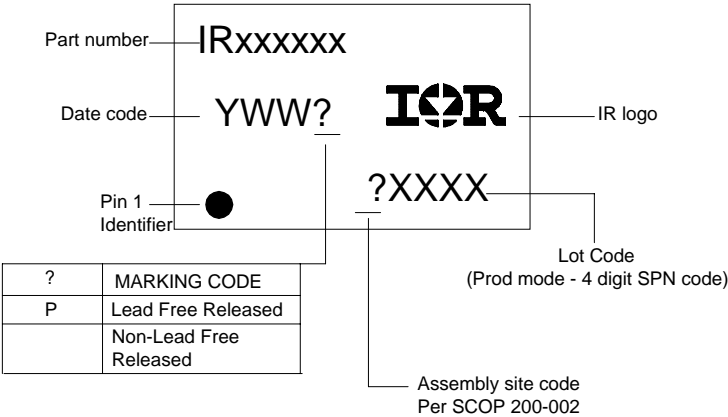 Part number
IRxxxxxx
Date code
YWW?
IOR
IR logo
Pin 1
Identifier
?XXXX
Lot Code
(Prod mode - 4 digit SPN code)
? MARKING CODE
P Lead Free Released
Non-Lead Free
Released
Assembly site code
Per SCOP 200-002